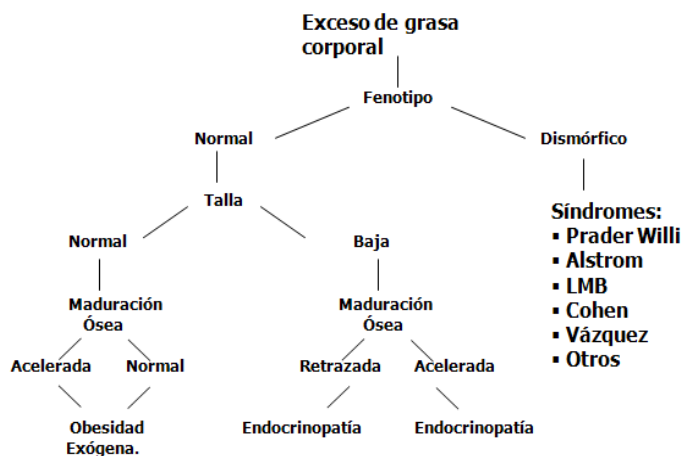 Exceso de grasa
corporal
Fenotipo
Normal
Dismórfico
Talla
Síndromes:
▪ Prader Willi
▪ Alstrom
▪ LMB
▪ Cohen
▪ Vázquez
▪ Otros
Normal
Baja
Maduración
Ósea
Maduración
Ósea
Acelerada
Normal
Retrazada
Acelerada
Obesidad
Exógena.
Endocrinopatía
Endocrinopatía